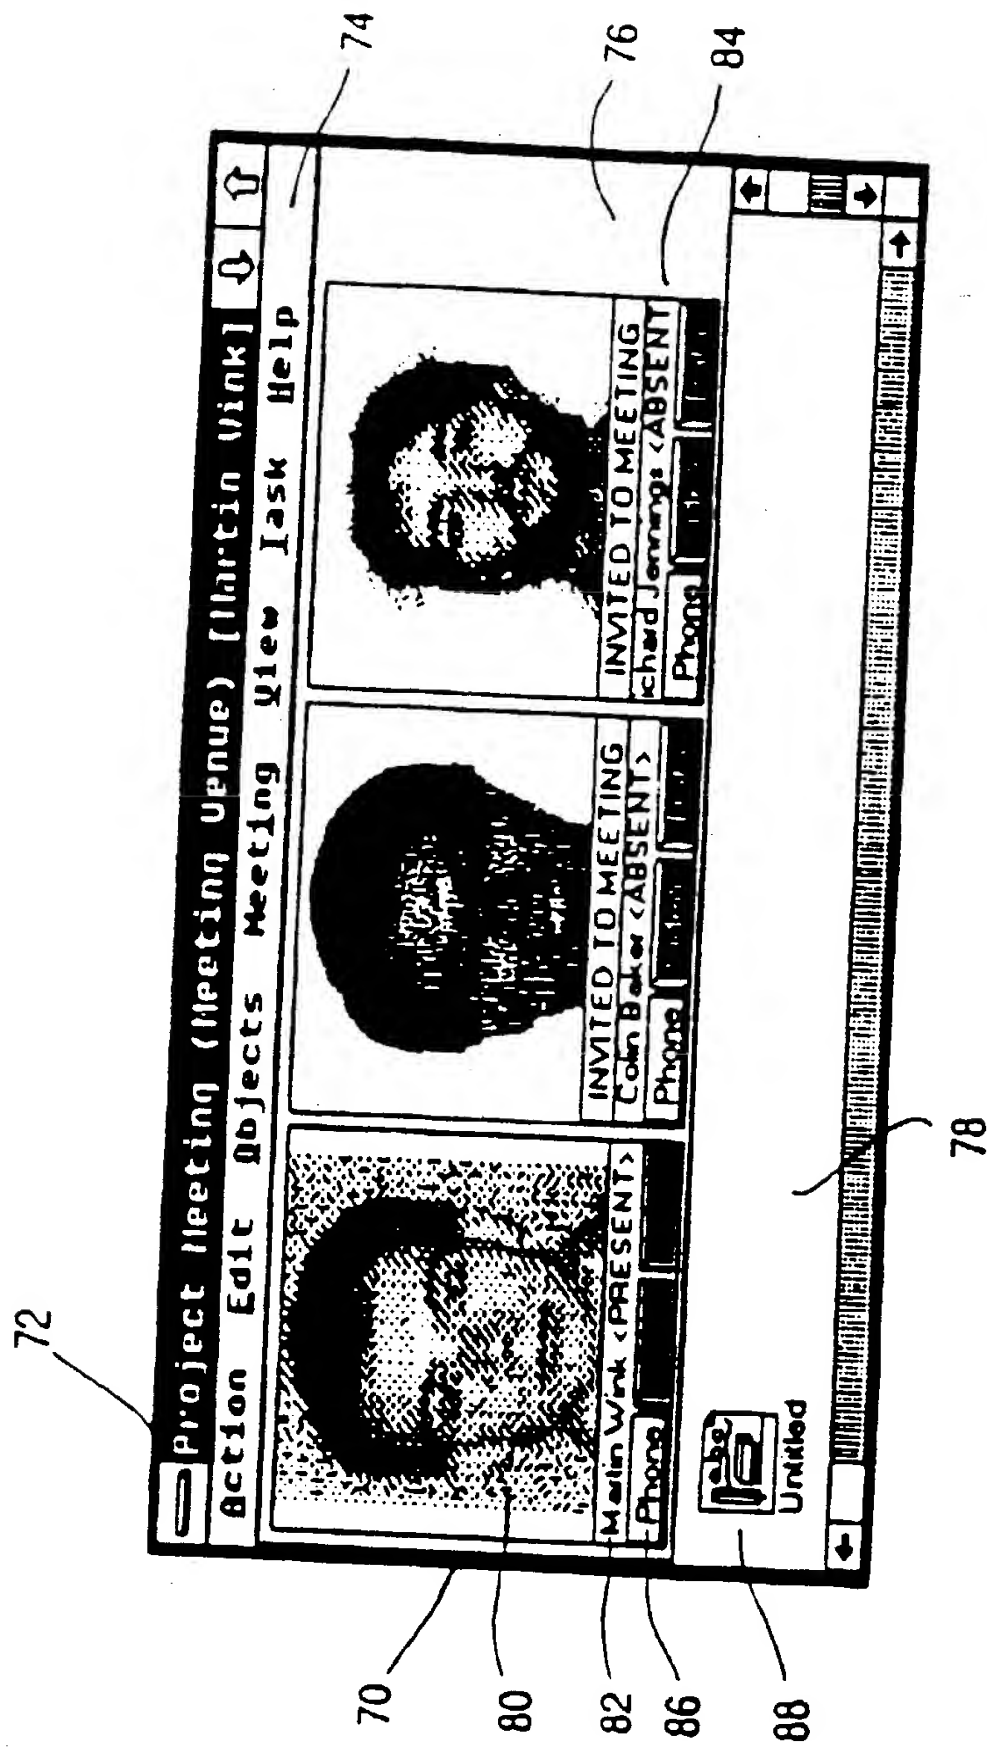 72
74
Project Meeting (Meeting Venue) [Martin Wink]
Action Edit Objects Meeting View Task Help
70
76
80
84
INVITED TO MEETING
INVITED TO MEETING
82
Martin Wink <PRESENT>
Colin Baker <ABSENT>
ichard Jennings <ABSENT
86
Phone
Phone
Phone
88
Untitled
78